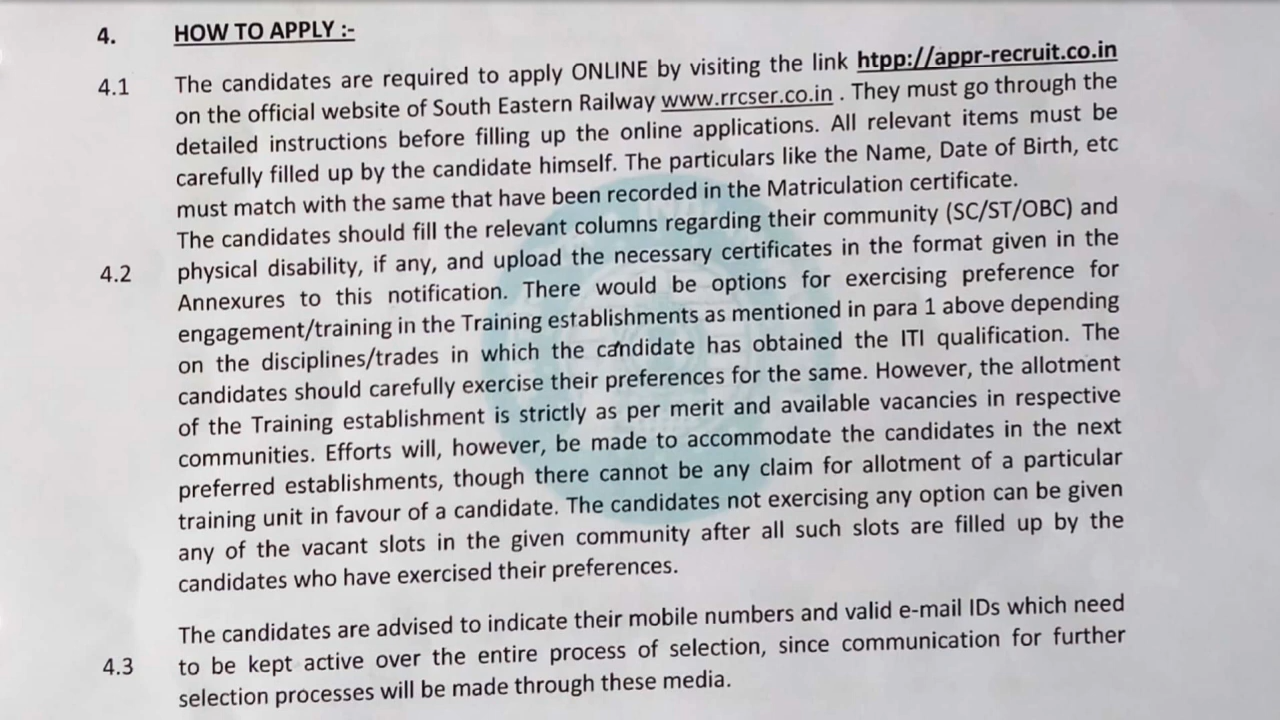 4. HOW TO APPLY :-
4.1 The candidates are required to apply ONLINE by visiting the link htpp://appr-recruit.co.in
on the official website of South Eastern Railway www.rrcser.co.in . They must go through the
detailed instructions before filling up the online applications. All relevant items must be
carefully filled up by the candidate himself. The particulars like the Name, Date of Birth, etc
must match with the same that have been recorded in the Matriculation certificate.
The candidates should fill the relevant columns regarding their community (SC/ST/OBC) and
4.2 physical disability, if any, and upload the necessary certificates in the format given in the
Annexures to this notification. There would be options for exercising preference for
engagement/training in the Training establishments as mentioned in para 1 above depending
on the disciplines/trades in which the candidate has obtained the ITI qualification. The
candidates should carefully exercise their preferences for the same. However, the allotment
of the Training establishment is strictly as per merit and available vacancies in respective
communities. Efforts will, however, be made to accommodate the candidates in the next
preferred establishments, though there cannot be any claim for allotment of a particular
training unit in favour of a candidate. The candidates not exercising any option can be given
any of the vacant slots in the given community after all such slots are filled up by the
candidates who have exercised their preferences.
The candidates are advised to indicate their mobile numbers and valid e-mail IDs which need
4.3 to be kept active over the entire process of selection, since communication for further
selection processes will be made through these media.